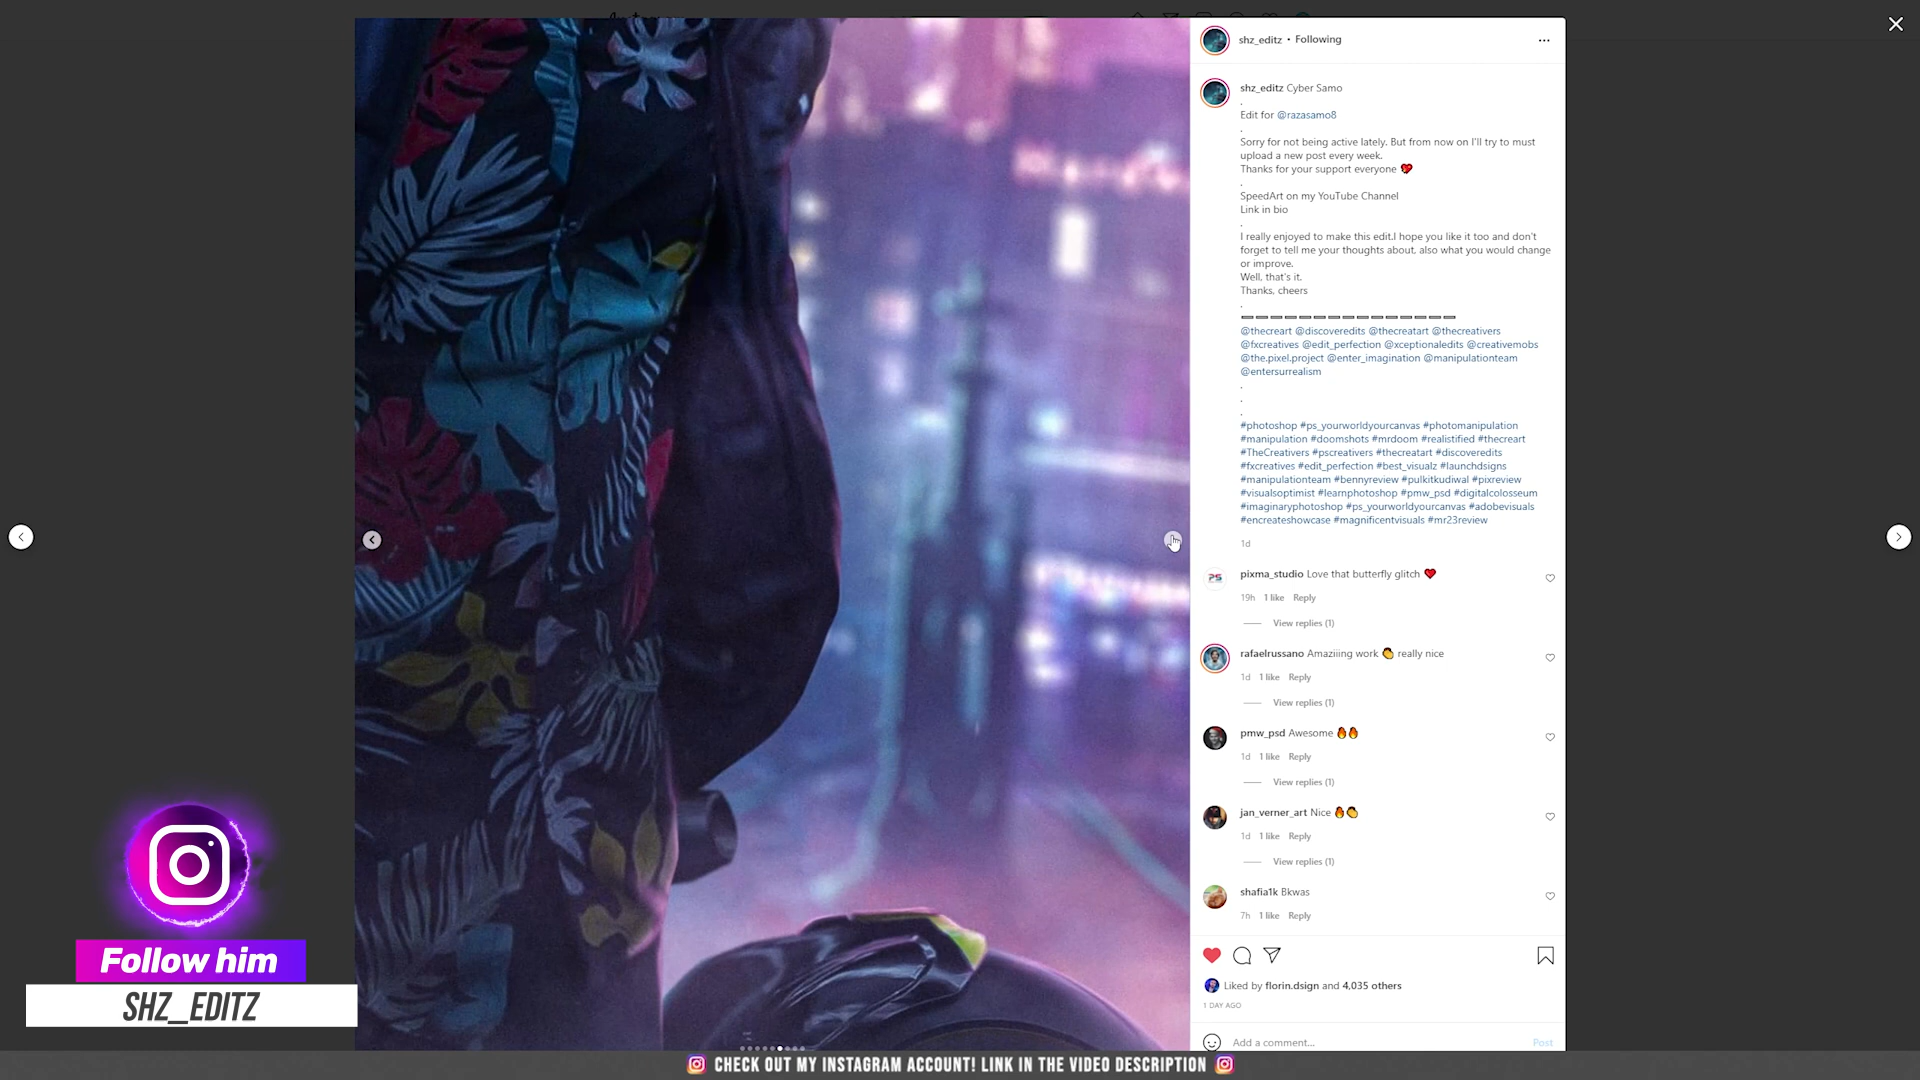 shz_editz • Following
shz_editz Cyber Samo
.
Edit for @razasamo8
.
Sorry for not being active lately. But from now on I'll try to must
upload a new post every week.
Thanks for your support everyone
.
SpeedArt on my YouTube Channel
Link in bio
.
I really enjoyed to make this edit.I hope you like it too and don't
forget to tell me your thoughts about, also what you would change
or improve.
Well, that's it.
Thanks, cheers
.
@thecreart @discoveredits @thecreatart @thecreativers
@fxcreatives @edit_perfection @xceptionaledits @creativemobs
@the.pixel.project @enter_imagination @manipulationteam
@entersurrealism
.
.
.
#photoshop #ps_yourworldyourcanvas #photomanipulation
#manipulation #doomshots #mrdoom #realistified #thecreart
#TheCreativers #pscreativers #thecreatart #discoveredits
#fxcreatives #edit_perfection #best_visualz #launchdsigns
#manipulationteam #bennyreview #pulkitkudiwal #pixreview
#visualsoptimist #learnphotoshop #pmw_psd #digitalcolosseum
#imaginaryphotoshop #ps_yourworldyourcanvas #adobevisuals
#encreateshowcase #magnificentvisuals #mr23review
1d
PS
pixma_studio Love that butterfly glitch
19h 1 like Reply
View replies (1)
rafaelrussano Amaziiing work really nice
1d 1 like Reply
View replies (1)
pmw_psd Awesome
1d 1 like Reply
View replies (1)
jan_verner_art Nice
1d 1 like Reply
View replies (1)
shafia1k Bkwas
7h 1 like Reply
Liked by florin.dsign and 4,035 others
1 DAY AGO
Add a comment...
Post
Follow him
SHZ_EDITZ
CHECK OUT MY INSTAGRAM ACCOUNT! LINK IN THE VIDEO DESCRIPTION